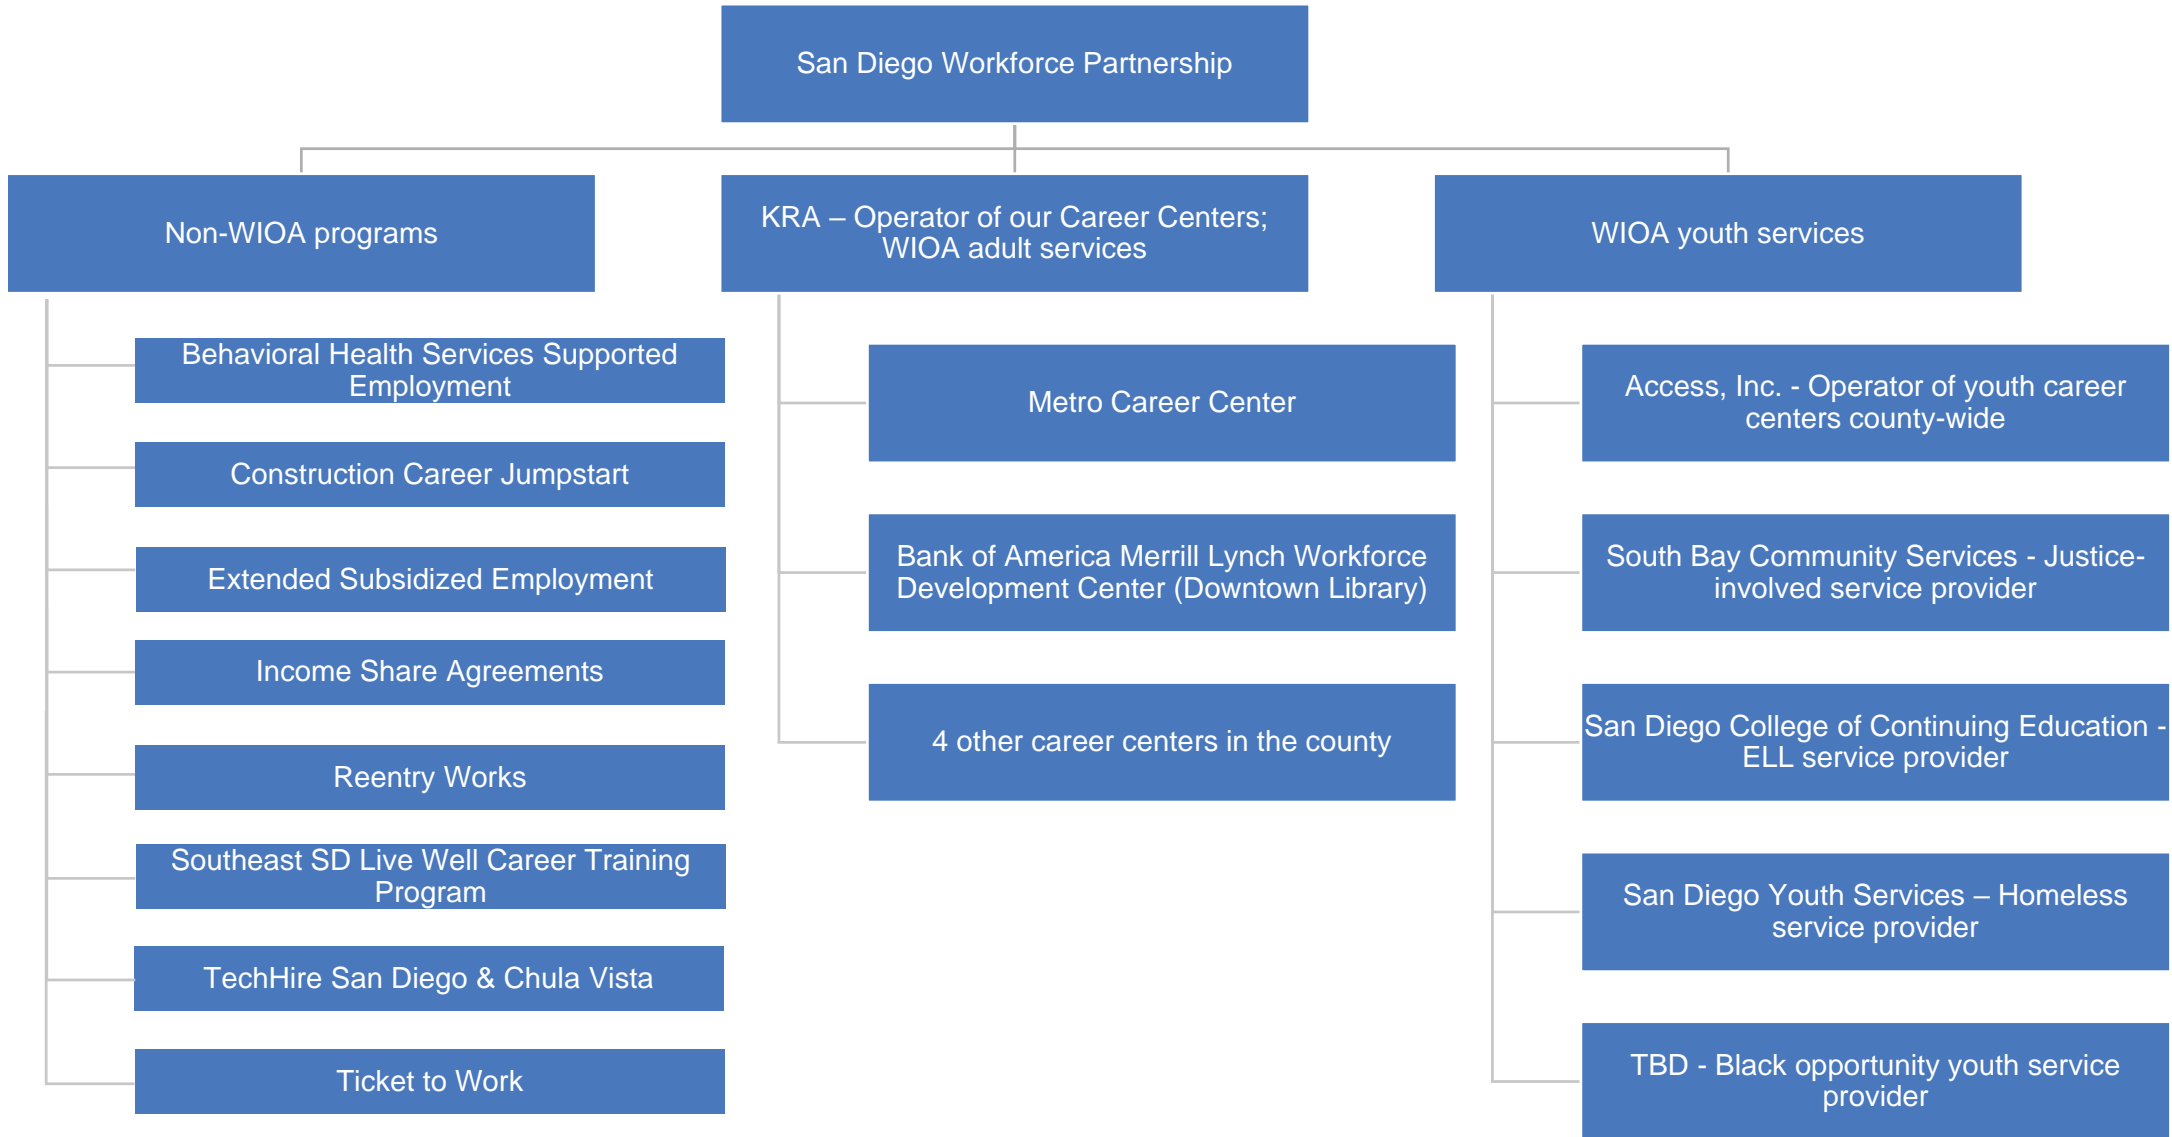 San Diego Workforce Partnership
Non-WIOA programs
KRA – Operator of our Career Centers;
WIOA adult services
WIOA youth services
Behavioral Health Services Supported
Employment
Construction Career Jumpstart
Extended Subsidized Employment
Income Share Agreements
Reentry Works
Southeast SD Live Well Career Training
Program
TechHire San Diego & Chula Vista
Ticket to Work
Metro Career Center
Bank of America Merrill Lynch Workforce
Development Center (Downtown Library)
4 other career centers in the county
Access, Inc. - Operator of youth career
centers county-wide
South Bay Community Services - Justice-
involved service provider
San Diego College of Continuing Education -
ELL service provider
San Diego Youth Services – Homeless
service provider
TBD - Black opportunity youth service
provider